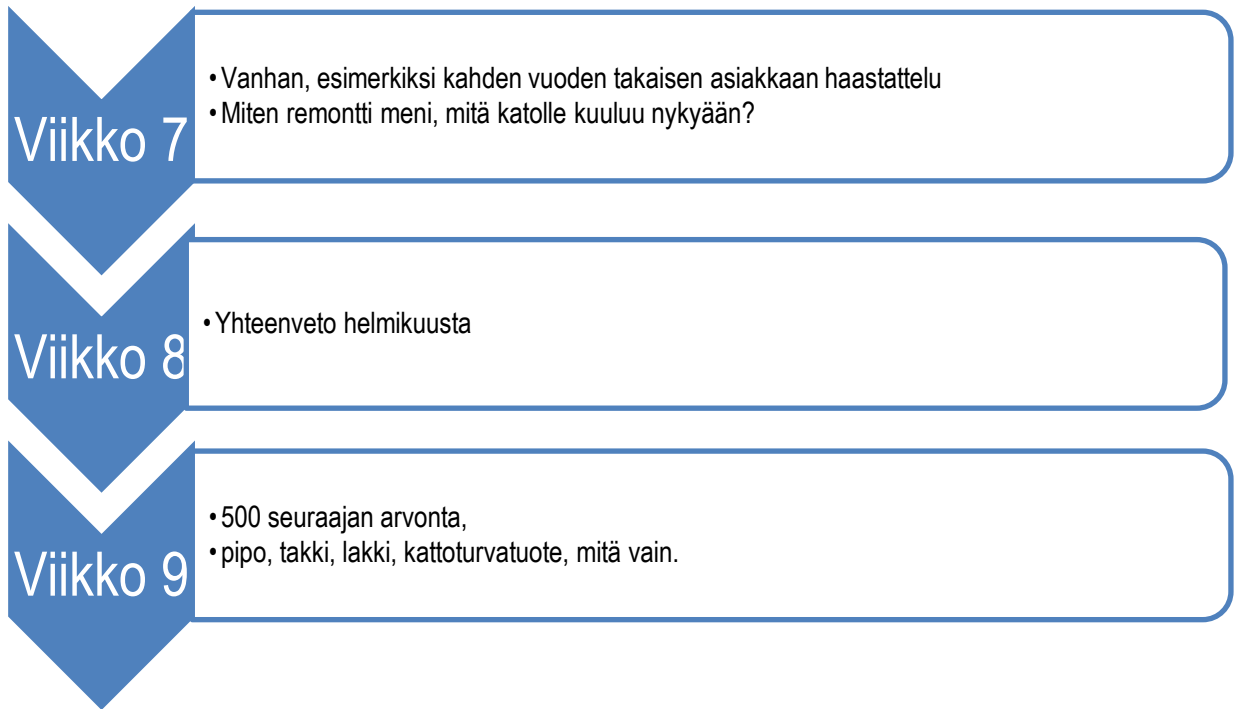 Viikko 7
• Vanhan, esimerkiksi kahden vuoden takaisen asiakkaan haastattelu
• Miten remontti meni, mitä katolle kuuluu nykyään?
Viikko 8
• Yhteenveto helmikuusta
Viikko 9
• 500 seuraajan arvonta,
• pipo, takki, lakki, kattoturvatuote, mitä vain.